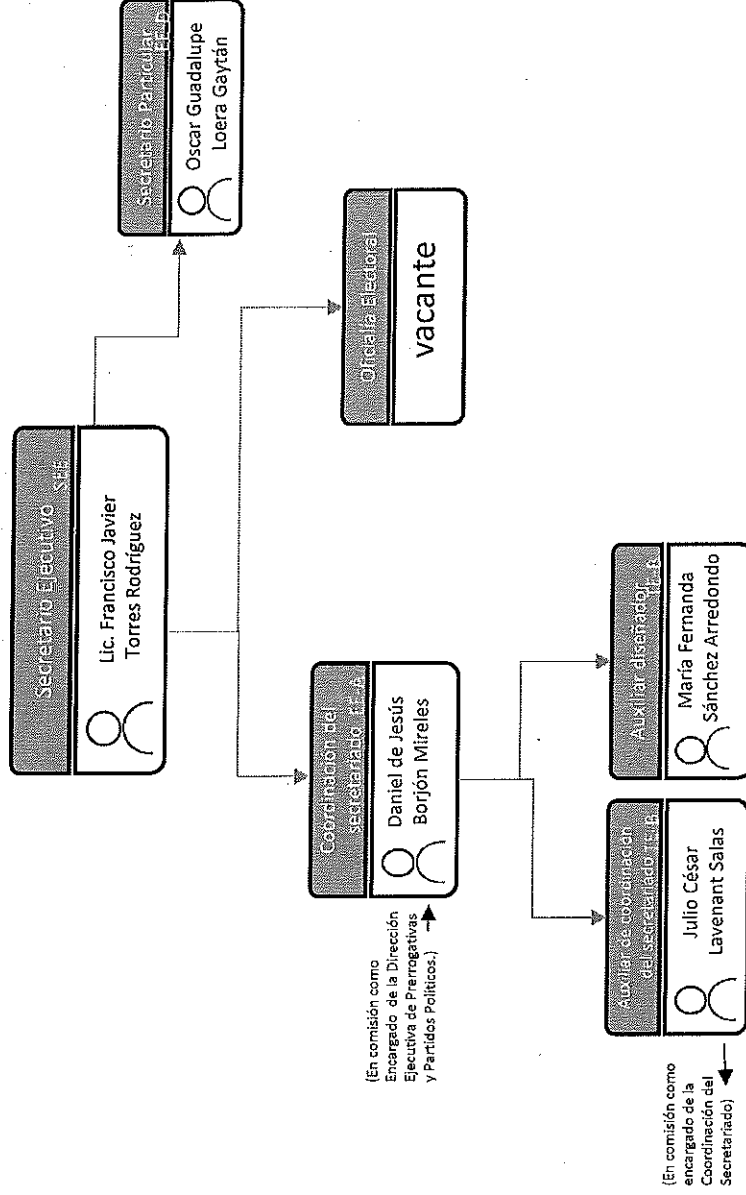 Secretario Ejecutivo
Lic. Francisco Javier
Torres Rodríguez
Secretario Particular
Oscar Guadalupe
Loera Gaytán
Oficialía Electoral
vacante
Coordinación del
secretariado
Daniel de Jesús
Borjón Mireles
(En comisión como
Encargado de la Dirección
Ejecutiva de Prerrogativas
y Partidos Políticos.)
Auxiliar de coordinación
del secretariado
Julio César
Lavenant Salas
(En comisión como
encargado de la
Coordinación del
Secretariado)
Auxiliar diseñador
María Fernanda
Sánchez Arredondo